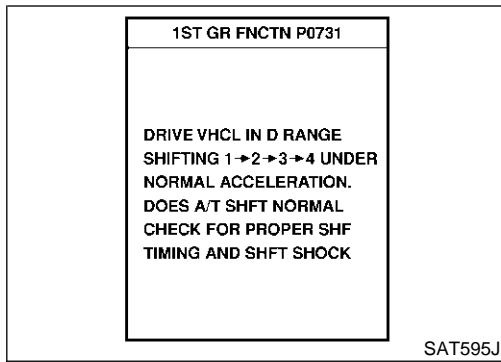 1ST GR FNCTN P0731
DRIVE VHCL IN D RANGE
SHIFTING 1→2→3→4 UNDER
NORMAL ACCELERATION.
DOES A/T SHFT NORMAL
CHECK FOR PROPER SHF
TIMING AND SHFT SHOCK
SAT595J